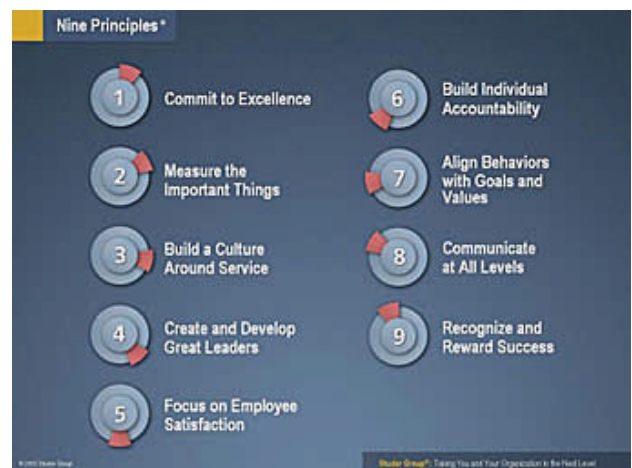 Nine Principles®
1
Commit to Excellence
2
Measure the
Important Things
3
Build a Culture
Around Service
4
Create and Develop
Great Leaders
5
Focus on Employee
Satisfaction
6
Build Individual
Accountability
7
Align Behaviors
with Goals and
Values
8
Communicate
at All Levels
9
Recognize and
Reward Success
Studer Group
Studer Group®: Taking You and Your Organization to the Next Level